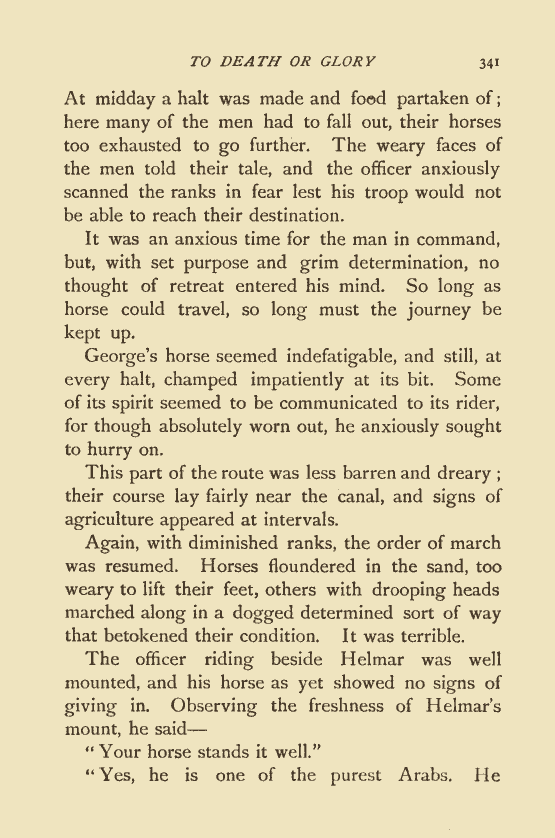 TO DEATH OR GLORY 341
At midday a halt was made and food partaken of ;
here many of the men had to fall out, their horses
too exhausted to go further. The weary faces of
the men told their tale, and the officer anxiously
scanned the ranks in fear lest his troop would not
be able to reach their destination.
It was an anxious time for the man in command,
but, with set purpose and grim determination, no
thought of retreat entered his mind. So long as
horse could travel, so long must the journey be
kept up.
George's horse seemed indefatigable, and still, at
every halt, champed impatiently at its bit. Some
of its spirit seemed to be communicated to its rider,
for though absolutely worn out, he anxiously sought
to hurry on.
This part of the route was less barren and dreary ;
their course lay fairly near the canal, and signs of
agriculture appeared at intervals.
Again, with diminished ranks, the order of march
was resumed. Horses floundered in the sand, too
weary to lift their feet, others with drooping heads
marched along in a dogged determined sort of way
that betokened their condition. It was terrible.
The officer riding beside Helmar was well
mounted, and his horse as yet showed no signs of
giving in. Observing the freshness of Helmar's
mount, he said—
“ Your horse stands it well.”
“ Yes, he is one of the purest Arabs. He